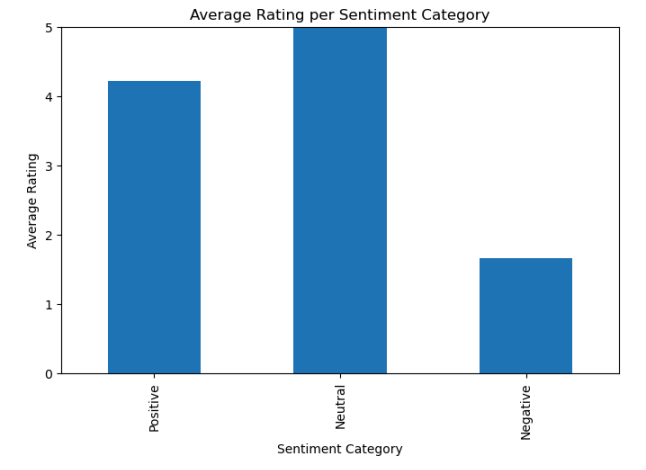 Average Rating per Sentiment Category
5
4
3
2
1
0
Average Rating
Positive
Neutral
Negative
Sentiment Category